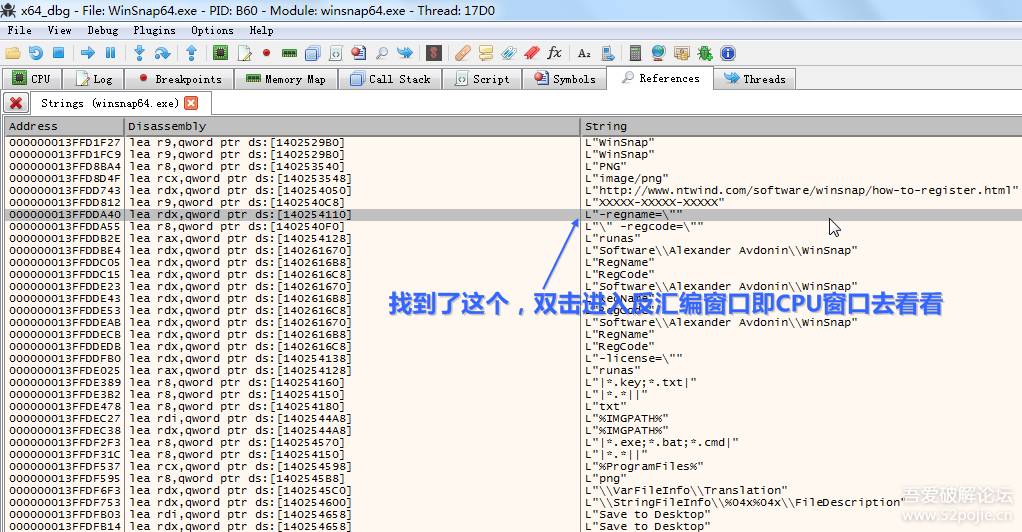 x64_dbg - File: WinSnap64.exe - PID: B60 - Module: winsnap64.exe - Thread: 17D0
File View Debug Plugins Options Help
CPU Log Breakpoints Memory Map Call Stack Script Symbols References Threads
Strings (winsnap64.exe)
Address Disassembly String
000000013FFD1F27 lea r9,qword ptr ds:[1402529B0] L"WinSnap"
000000013FFD1FC9 lea r9,qword ptr ds:[1402529B0] L"WinSnap"
000000013FFD8BA4 lea r8,qword ptr ds:[140253540] L"PNG"
000000013FFD8D4F lea rcx,qword ptr ds:[140253548] L"image/png"
000000013FFDD743 lea rdx,qword ptr ds:[140254050] L"http://www.ntwind.com/software/winsnap/how-to-register.html"
000000013FFDD812 lea rdx,qword ptr ds:[1402540C8] L"XXXXX-XXXXX-XXXXX"
000000013FFDDA40 lea rdx,qword ptr ds:[140254110] L"-regname=\""
000000013FFDDA55 lea r8,qword ptr ds:[1402540F0] L"\" -regcode=\""
000000013FFDDB2E lea rax,qword ptr ds:[140254128] L"runas"
000000013FFDDBE4 lea rdx,qword ptr ds:[140261670] L"Software\\Alexander Avdonin\\WinSnap"
000000013FFDDC05 lea rdx,qword ptr ds:[1402616B8] L"RegName"
000000013FFDDC15 lea rdx,qword ptr ds:[1402616C8] L"RegCode"
000000013FFDDE23 lea rdx,qword ptr ds:[140261670] L"Software\\Alexander Avdonin\\WinSnap"
000000013FFDDE43 lea rdx,qword ptr ds:[1402616B8] L"RegName"
找到了这个，双击进入反汇编窗口即CPU窗口去看看
000000013FFDDE53 lea rdx,qword ptr ds:[1402616C8] L"RegCode"
000000013FFDDEAB lea rdx,qword ptr ds:[140261670] L"Software\\Alexander Avdonin\\WinSnap"
000000013FFDDECB lea rdx,qword ptr ds:[1402616B8] L"RegName"
000000013FFDDEDB lea rdx,qword ptr ds:[1402616C8] L"RegCode"
000000013FFDDFB0 lea rdx,qword ptr ds:[140254138] L"-license=\""
000000013FFDE025 lea rax,qword ptr ds:[140254128] L"runas"
000000013FFDE389 lea r8,qword ptr ds:[140254160] L"|*.key;*.txt|"
000000013FFDE3B2 lea r8,qword ptr ds:[140254150] L"|*.*||"
000000013FFDE478 lea r8,qword ptr ds:[140254180] L"txt"
000000013FFDEC27 lea rdi,qword ptr ds:[1402544A8] L"%IMGPATH%"
000000013FFDEC38 lea rdi,qword ptr ds:[1402544A8] L"%IMGPATH%"
000000013FFDF2F3 lea r8,qword ptr ds:[140254570] L"|*.exe;*.bat;*.cmd|"
000000013FFDF31C lea r8,qword ptr ds:[140254150] L"|*.*||"
000000013FFDF537 lea rcx,qword ptr ds:[140254598] L"%ProgramFiles%"
000000013FFDF595 lea r8,qword ptr ds:[1402545B8] L"png"
000000013FFDF6F3 lea rdx,qword ptr ds:[1402545C0] L"\\VarFileInfo\\Translation"
000000013FFDF753 lea rdx,qword ptr ds:[140254600] L"\\StringFileInfo\\%04x%04x\\FileDescription"
000000013FFDFB03 lea rdi,qword ptr ds:[140254658] L"Save to Desktop"
000000013FFDFB14 lea rdx,qword ptr ds:[140254658] L"Save to Desktop"
吾爱破解论坛
www.52pojie.cn